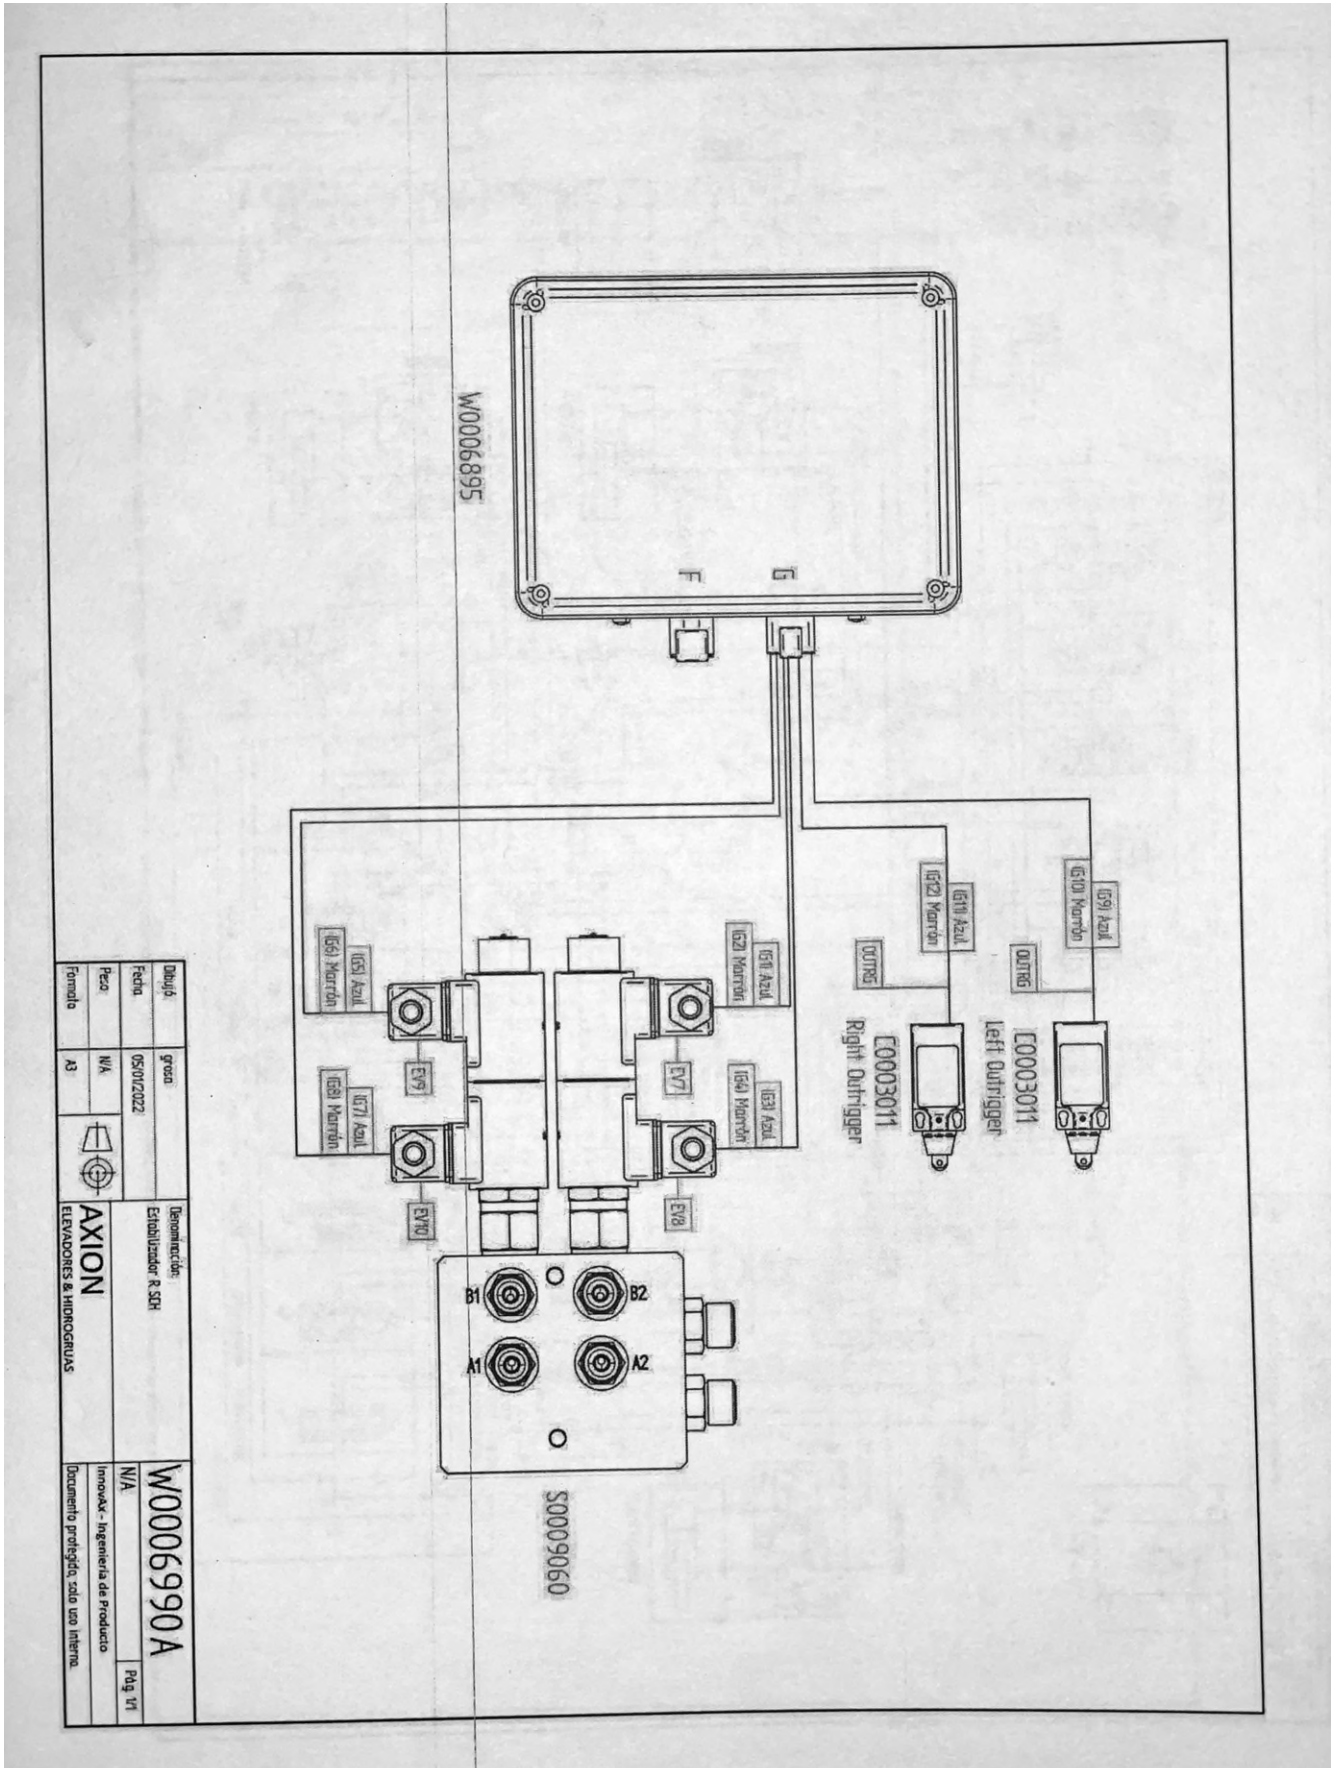 W0006895
F
G
(G9) Azul
(G10) Marrón
OUTRG
C0003011
Left Outrigger
(G11) Azul
(G12) Marrón
OUTRG
C0003011
Right Outrigger
(G1) Azul
(G2) Marrón
EV7
(G3) Azul
(G4) Marrón
EV8
(G5) Azul
(G6) Marrón
EV9
(G7) Azul
(G8) Marrón
EV10
B2
A2
B1
A1
S0009060
Dibujó:
groso
Fecha:
05/01/2022
Peso:
N/A
Formato
A3
Denominación:
Estabilizador R SCH
AXION
ELEVADORES & HIDROGRUAS
W0006990A
N/A
Pág. 1/1
InnovAx - Ingeniería de Producto
Documento protegido, solo uso interno.